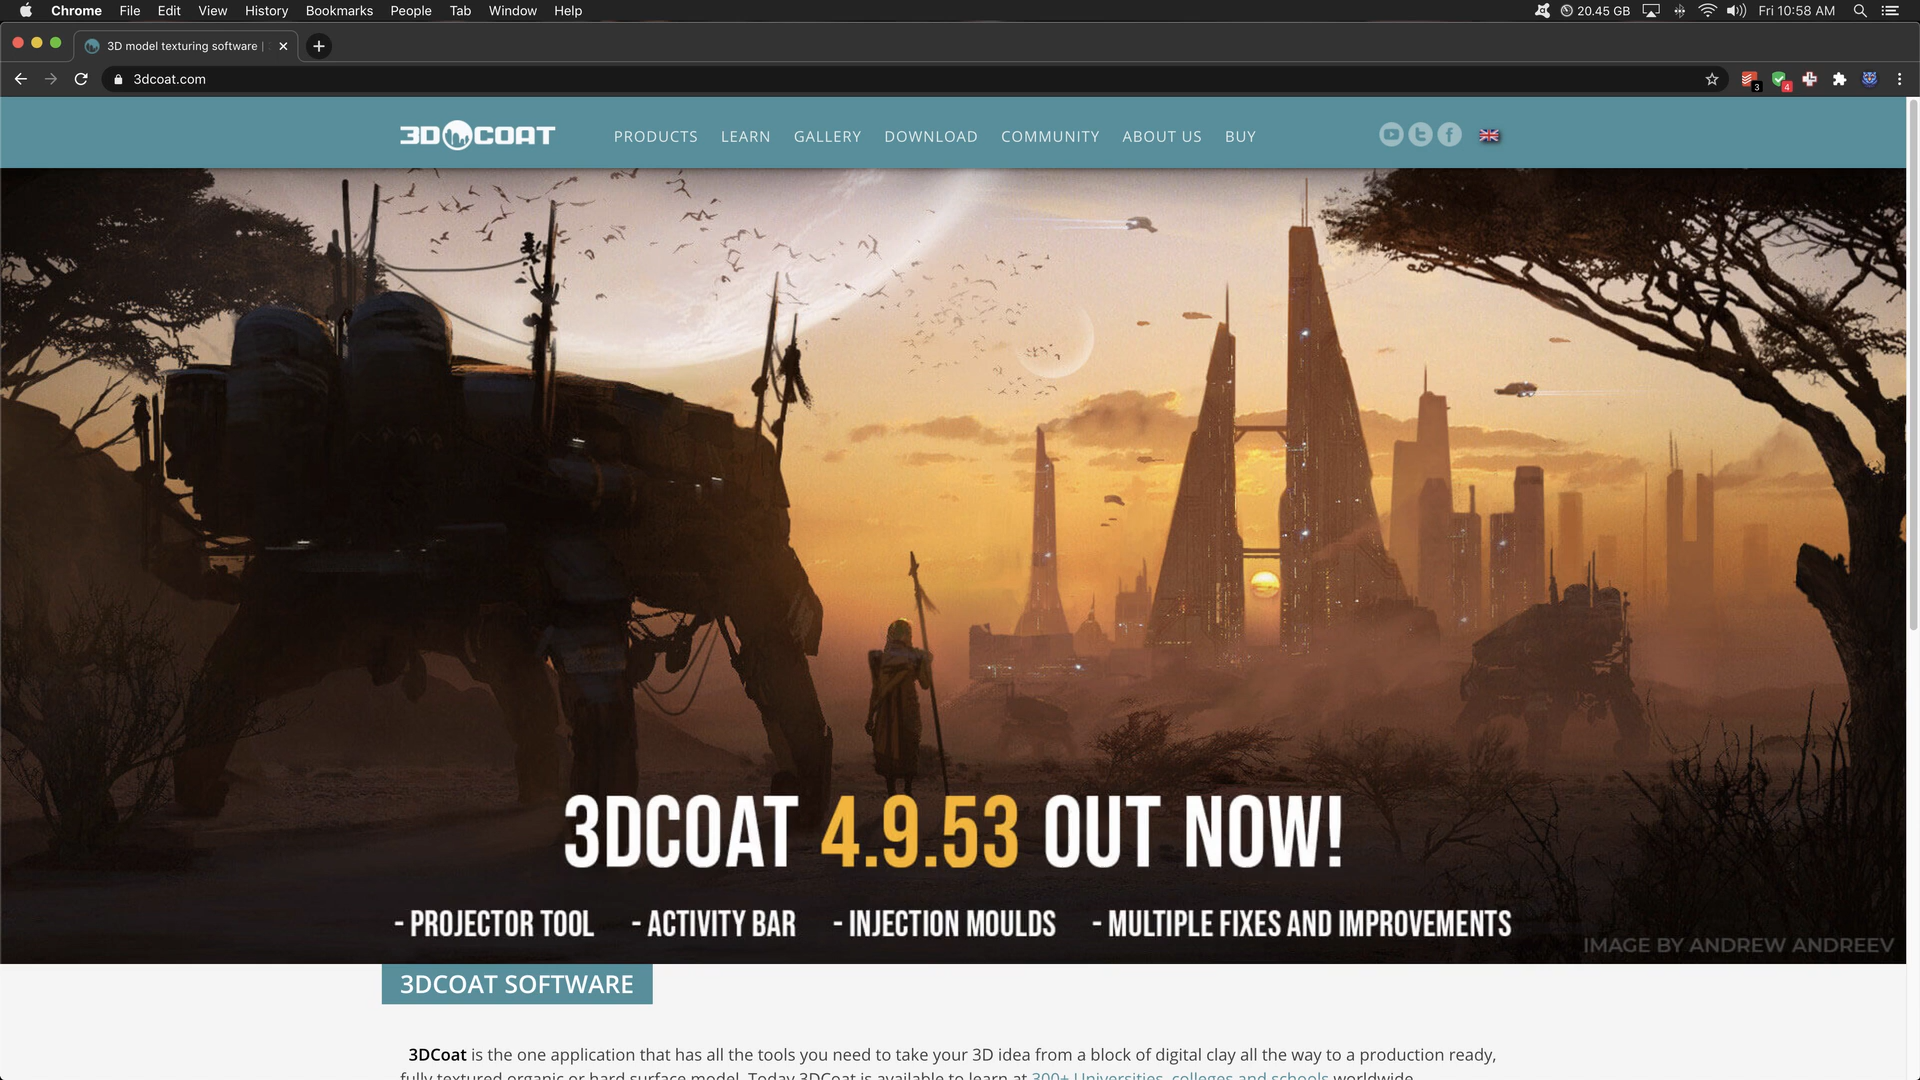 Chrome File Edit View History Bookmarks People Tab Window Help 20.45 GB Fri 10:58 AM
3D model texturing software |
3dcoat.com 3 4
3DCOAT PRODUCTS LEARN GALLERY DOWNLOAD COMMUNITY ABOUT US BUY
3DCOAT 4.9.53 OUT NOW!
- PROJECTOR TOOL - ACTIVITY BAR - INJECTION MOULDS - MULTIPLE FIXES AND IMPROVEMENTS
IMAGE BY ANDREW ANDREEV
3DCOAT SOFTWARE
3DCoat is the one application that has all the tools you need to take your 3D idea from a block of digital clay all the way to a production ready,
fully textured organic or hard surface model. Today 3DCoat is available to learn at 300+ Universities, colleges and schools worldwide.